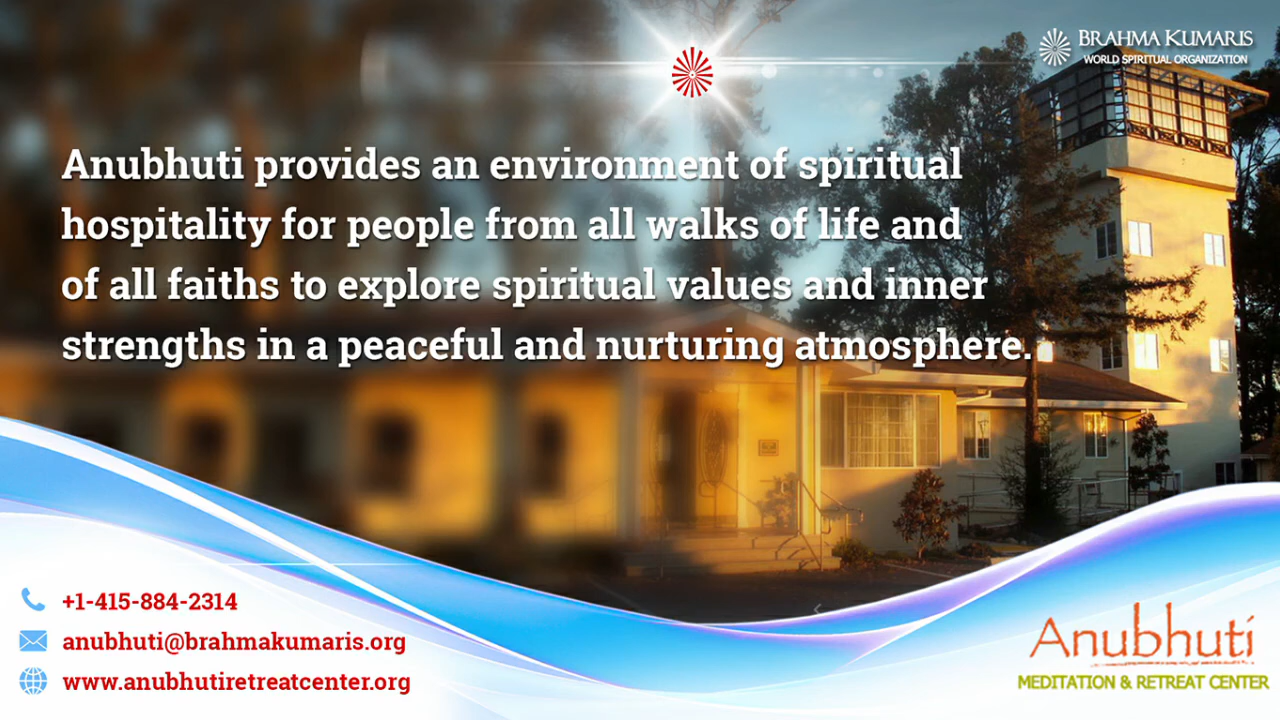 BRAHMA KUMARIS
WORLD SPIRITUAL ORGANIZATION
Anubhuti provides an environment of spiritual
hospitality for people from all walks of life and
of all faiths to explore spiritual values and inner
strengths in a peaceful and nurturing atmosphere.
+1-415-884-2314
anubhuti@brahmakumaris.org
www.anubhutiretreatcenter.org
Anubhuti
MEDITATION & RETREAT CENTER